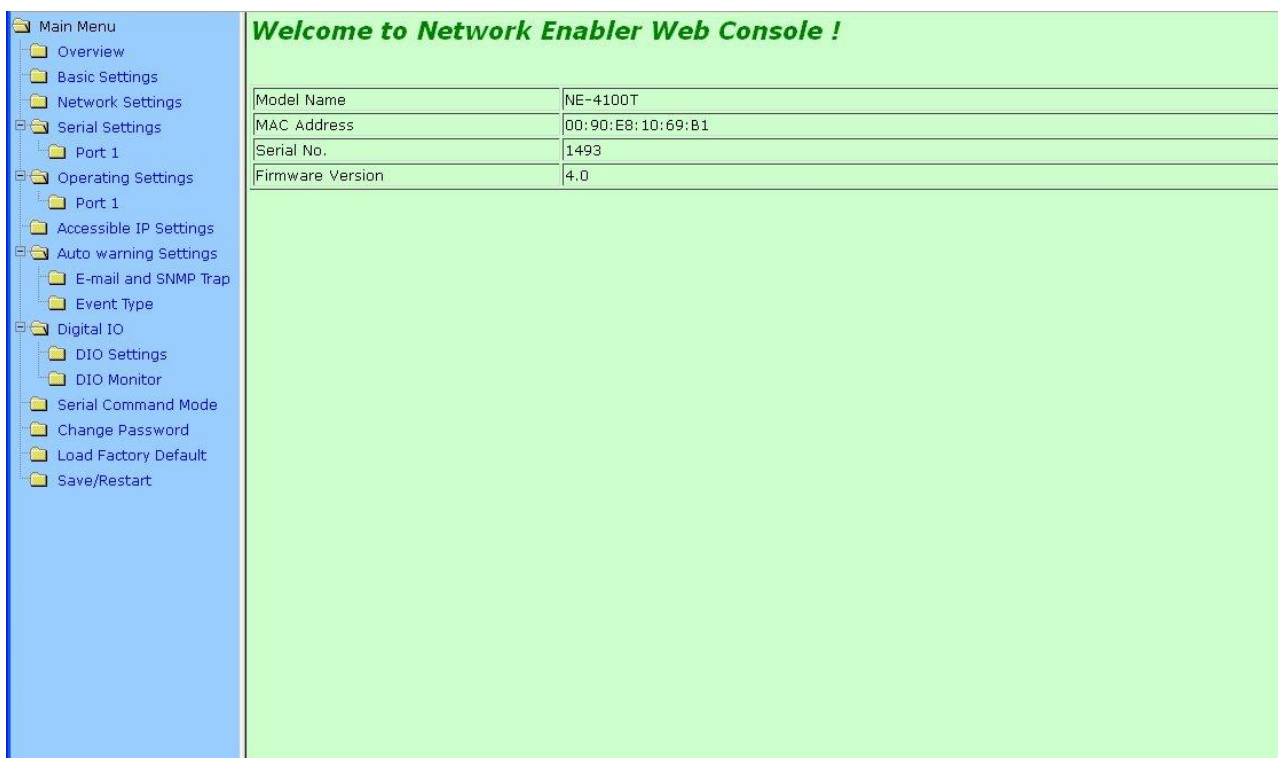 Main Menu
Overview
Basic Settings
Network Settings
Serial Settings
Port 1
Operating Settings
Port 1
Accessible IP Settings
Auto warning Settings
E-mail and SNMP Trap
Event Type
Digital IO
DIO Settings
DIO Monitor
Serial Command Mode
Change Password
Load Factory Default
Save/Restart
Welcome to Network Enabler Web Console !
Model Name NE-4100T
MAC Address 00:90:E8:10:69:B1
Serial No. 1493
Firmware Version 4.0